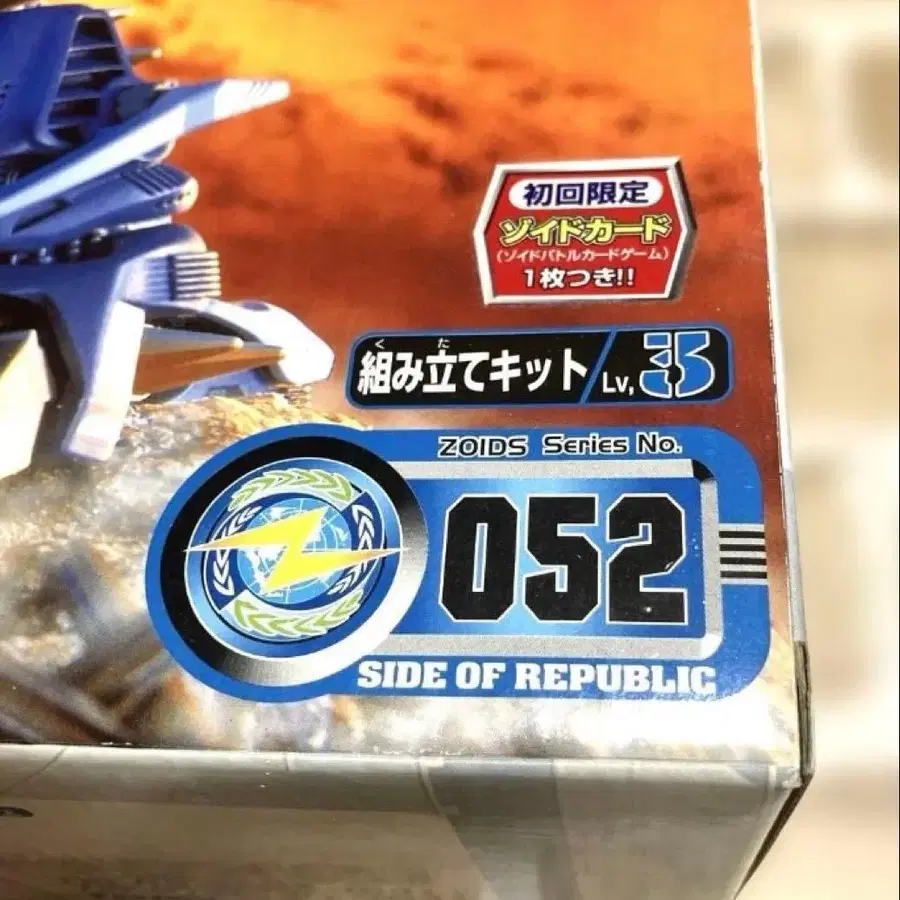 初回限定
ゾイドカード
(ゾイドバトルカードゲーム)
1枚つき!!
く た
組み立てキット/Lv,3
ZOIDS Series No.
052
SIDE OF REPUBLIC